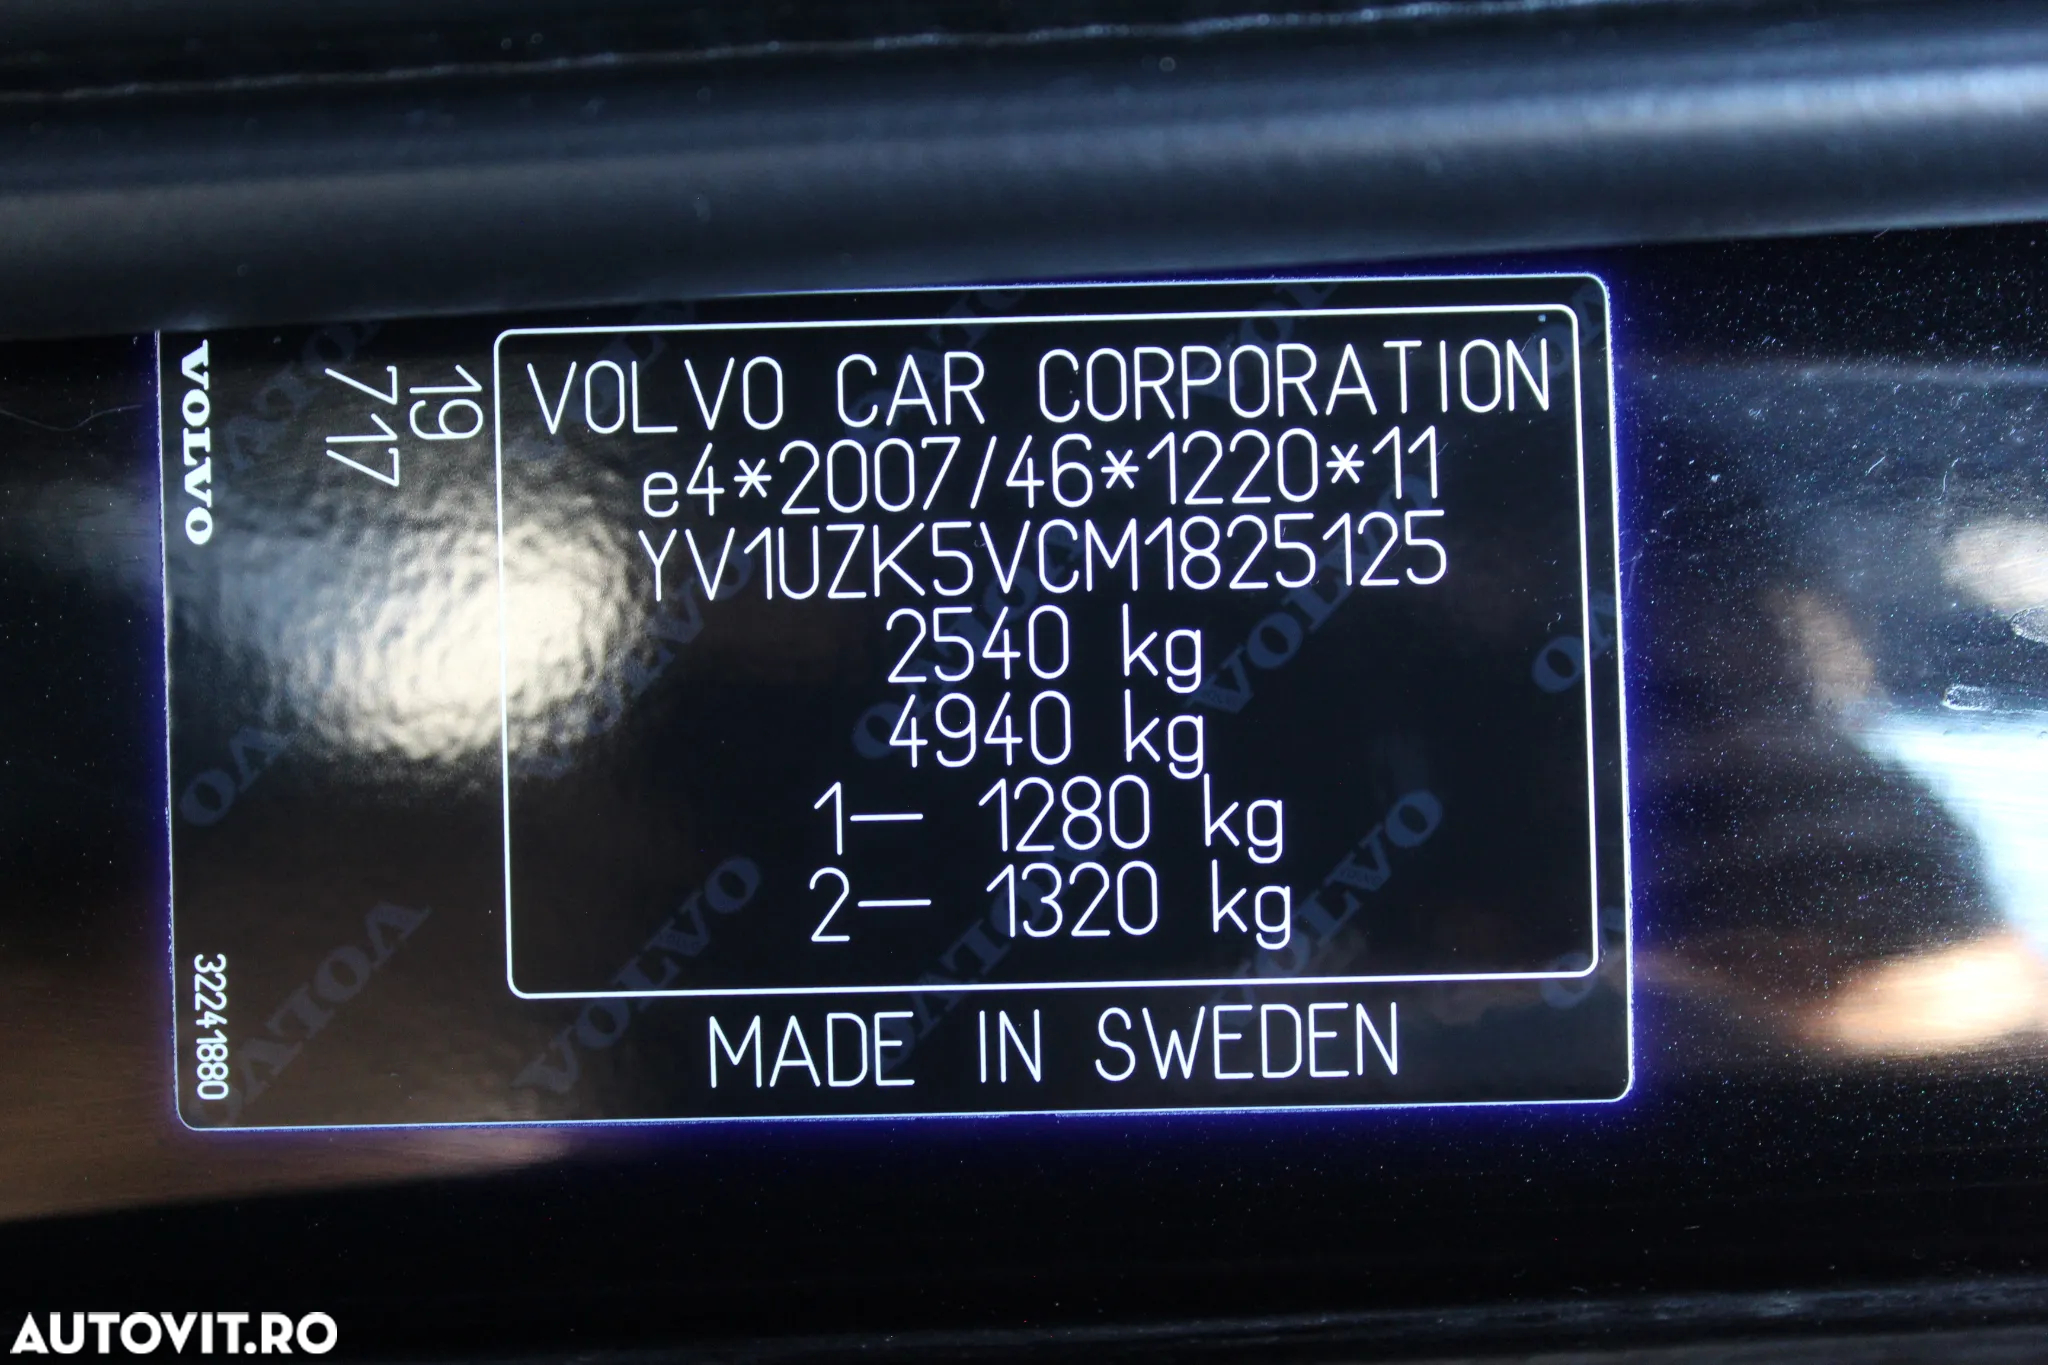 VOLVO
19
717
32241880
VOLVO CAR CORPORATION
e4*2007/46*1220*11
YV1UZK5VCM1825125
2540 kg
4940 kg
1— 1280 kg
2— 1320 kg
MADE IN SWEDEN
AUTOVIT.RO